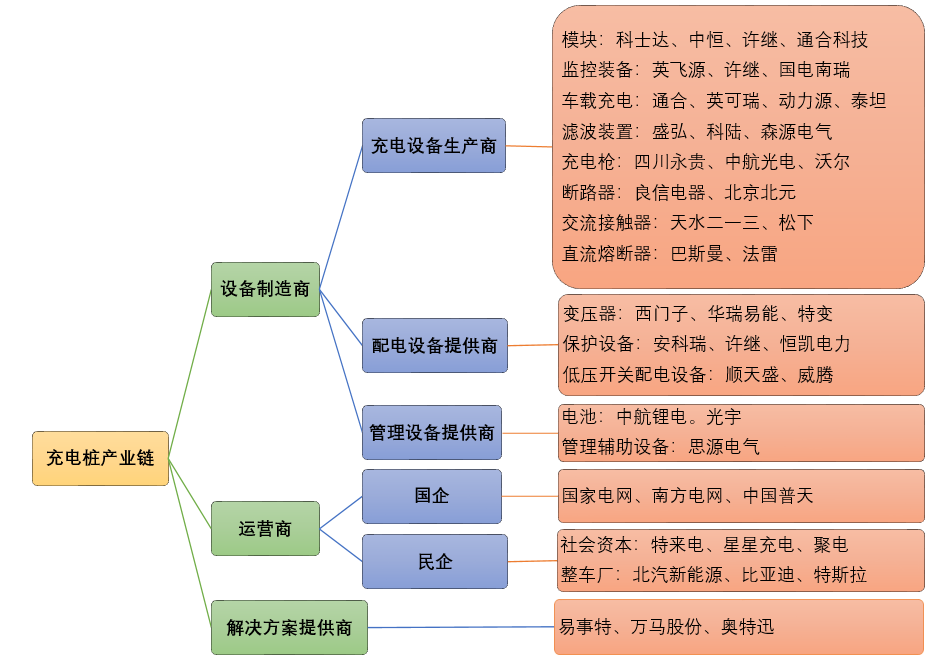 充电桩产业链
设备制造商
充电设备生产商
模块：科士达、中恒、许继、通合科技
监控装备：英飞源、许继、国电南瑞
车载充电：通合、英可瑞、动力源、泰坦
滤波装置：盛弘、科陆、森源电气
充电枪：四川永贵、中航光电、沃尔
断路器：良信电器、北京北元
交流接触器：天水二一三、松下
直流熔断器：巴斯曼、法雷
配电设备提供商
变压器：西门子、华瑞易能、特变
保护设备：安科瑞、许继、恒凯电力
低压开关配电设备：顺天盛、威腾
管理设备提供商
电池：中航锂电。光宇
管理辅助设备：思源电气
运营商
国企
国家电网、南方电网、中国普天
民企
社会资本：特来电、星星充电、聚电
整车厂：北汽新能源、比亚迪、特斯拉
解决方案提供商
易事特、万马股份、奥特迅